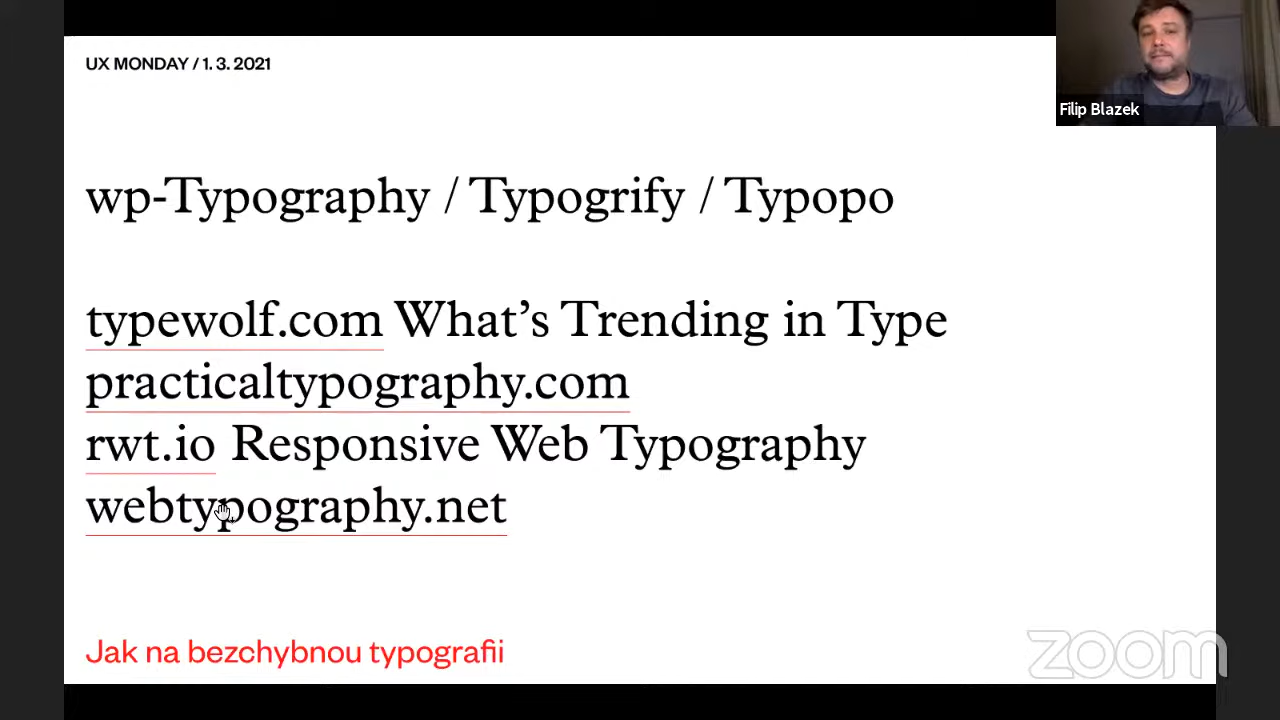 UX MONDAY / 1. 3. 2021
Filip Blazek
wp-Typography / Typogrify / Typopo
typewolf.com What’s Trending in Type
practicaltypography.com
rwt.io Responsive Web Typography
webtypography.net
Jak na bezchybnou typografii
zoom